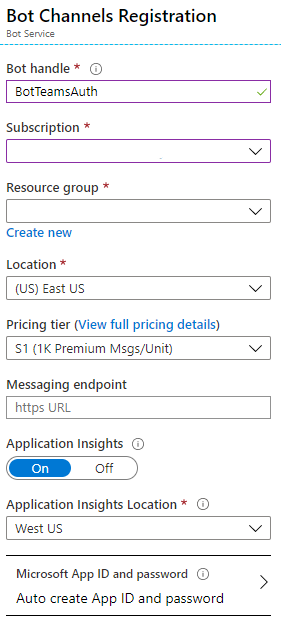 Bot Channels Registration
Bot Service
Bot handle *
BotTeamsAuth
Subscription *
Resource group *
Create new
Location *
(US) East US
Pricing tier (View full pricing details)
S1 (1K Premium Msgs/Unit)
Messaging endpoint
https URL
Application Insights
On Off
Application Insights Location *
West US
Microsoft App ID and password
Auto create App ID and password